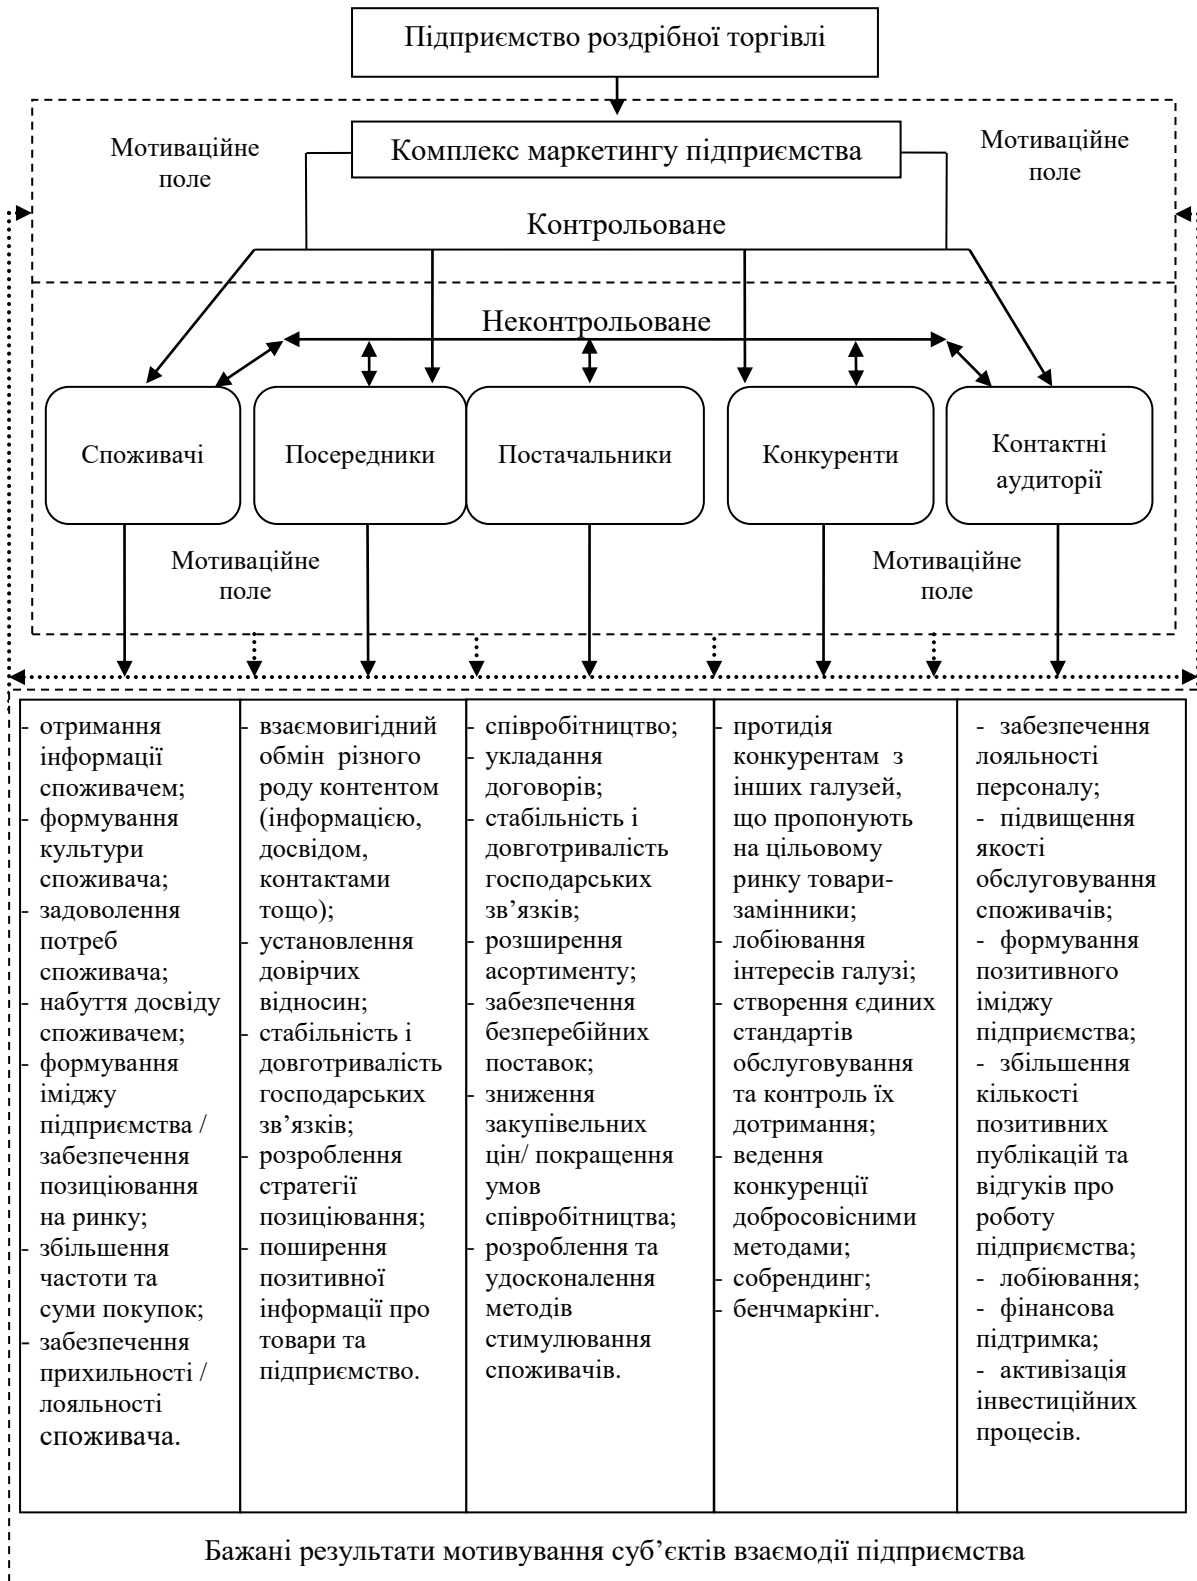 Підприємство роздрібної торгівлі
Мотиваційне
поле
Комплекс маркетингу підприємства
Мотиваційне
поле
Контрольоване
Неконтрольоване
Споживачі
Посередники
Постачальники
Конкуренти
Контактні
аудиторії
Мотиваційне
поле
Мотиваційне
поле
- отримання
інформації
споживачем;
- формування
культури
споживача;
- задоволення
потреб
споживача;
- набуття досвіду
споживачем;
- формування
іміджу
підприємства /
забезпечення
позиціювання
на ринку;
- збільшення
частоти та
суми покупок;
- забезпечення
прихильності /
лояльності
споживача.
- взаємовигідний
обмін різного
роду контентом
(інформацією,
досвідом,
контактами
тощо);
- установлення
довірчих
відносин;
- стабільність і
довготривалість
господарських
зв’язків;
- розроблення
стратегії
позиціювання;
- поширення
позитивної
інформації про
товари та
підприємство.
- співробітництво;
- укладання
договорів;
- стабільність і
довготривалість
господарських
зв’язків;
- розширення
асортименту;
- забезпечення
безперебійних
поставок;
- зниження
закупівельних
цін/ покращення
умов
співробітництва;
- розроблення та
удосконалення
методів
стимулювання
споживачів.
- протидія
конкурентам з
інших галузей,
що пропонують
на цільовому
ринку товари-
замінники;
- лобіювання
інтересів галузі;
- створення єдиних
стандартів
обслуговування
та контроль їх
дотримання;
- ведення
конкуренції
добросовісними
методами;
- собрендинг;
- бенчмаркінг.
- забезпечення
лояльності
персоналу;
- підвищення
якості
обслуговування
споживачів;
- формування
позитивного
іміджу
підприємства;
- збільшення
кількості
позитивних
публікацій та
відгуків про
роботу
підприємства;
- лобіювання;
- фінансова
підтримка;
- активізація
інвестиційних
процесів.
Бажані результати мотивування суб’єктів взаємодії підприємства